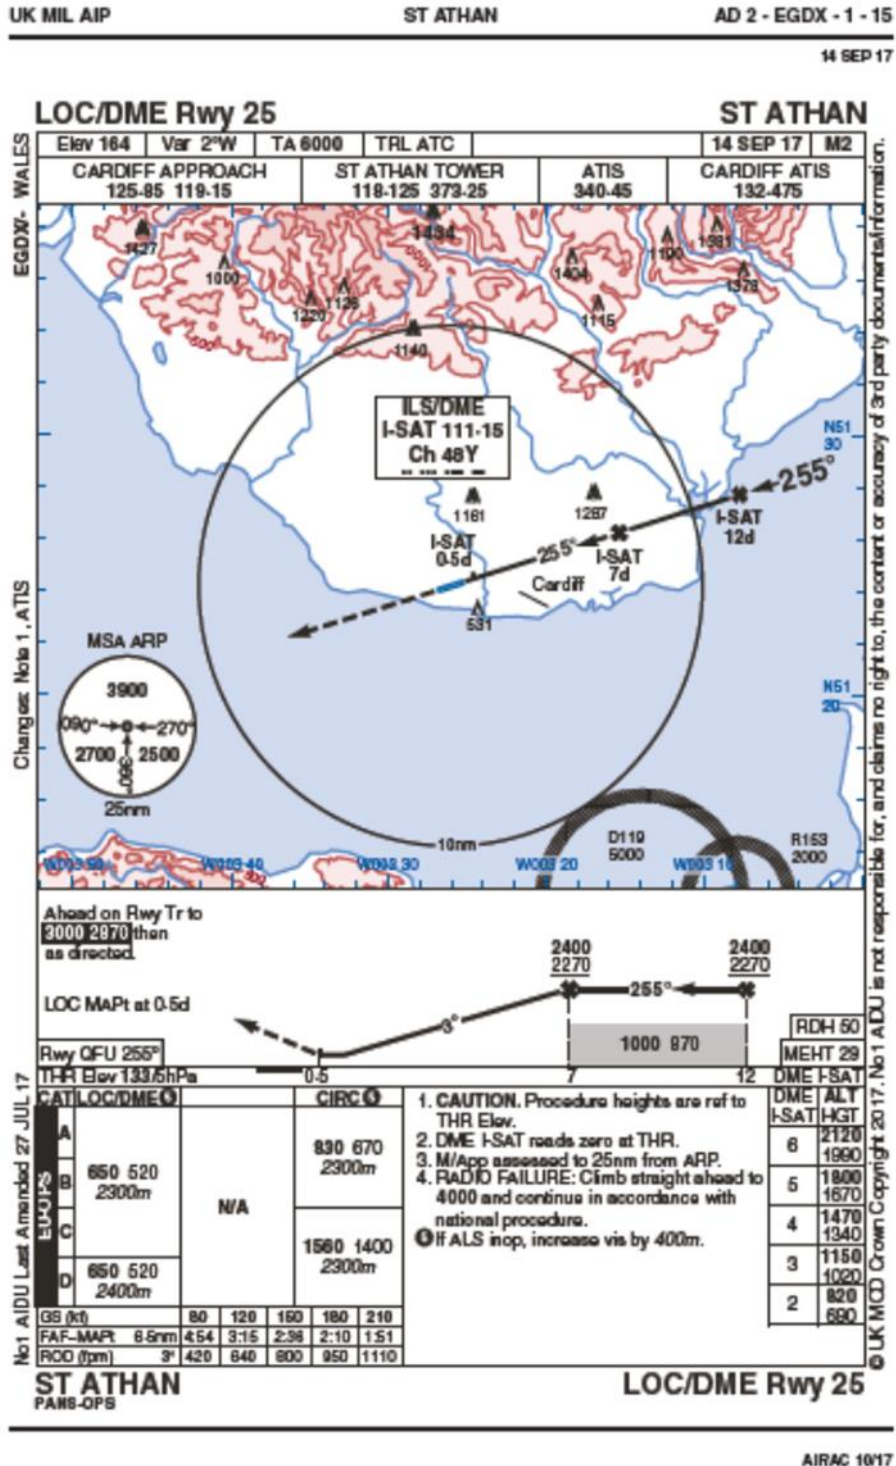 UK MIL AIP ST ATHAN AD 2 - EGDX - 1 - 15
14 SEP 17
LOC/DME Rwy 25 ST ATHAN
Elev 164 Var 2°W TA 6000 TRL ATC 14 SEP 17 M2
CARDIFF APPROACH ST ATHAN TOWER ATIS CARDIFF ATIS
125·85 119·15 118·125 373·25 340·45 132·475
EGDX/- WALES
Changes: Note 1, ATIS
No1 AIDU Last Amended 27 JUL 17
© UK MOD Crown Copyright 2017. No1 AIDU is not responsible for, and claims no right to, the content or accuracy of 3rd party documents/information.
1427
1000
1220
1126
1434
1000
1404
1115
1190
1378
500
1140
ILS/DME
I-SAT 111·15
Ch 48Y
N51
30
255°
1161
1287
I-SAT
12d
I-SAT
0·5d
255°
I-SAT
7d
Cardiff
531
MSA ARP
3900
090° 270°
2700 2500
360°
25nm
N51
20
10nm
D119
5000
R153
2000
W003 40 W003 30 W003 20 W003 10
Ahead on Rwy Tr to
3000 2870 then
as directed.
LOC MAPt at 0·5d
2400 2400
2270 2270
255°
3°
1000 870
RDH 50
Rwy QFU 255° MEHT 29
THR Elev 133/5hPa 0·5 7 12 DME I-SAT
CAT LOC/DME CIRC
EU-OPS
A
B
C
D
650 520
2300m
650 520
2400m
N/A
830 670
2300m
1560 1400
2300m
1. CAUTION. Procedure heights are ref to
THR Elev.
2. DME I-SAT reads zero at THR.
3. M/App assessed to 25nm from ARP.
4. RADIO FAILURE: Climb straight ahead to
4000 and continue in accordance with
national procedure.
If ALS inop, increase vis by 400m.
DME ALT
I-SAT HGT
6 2120
1990
5 1800
1670
4 1470
1340
3 1150
1020
2 820
690
GS (kt) 80 120 150 180 210
FAF–MAPt 6·5nm 4:54 3:15 2:36 2:10 1:51
ROD (fpm) 3° 420 640 800 950 1110
ST ATHAN LOC/DME Rwy 25
PANS-OPS
AIRAC 10/17